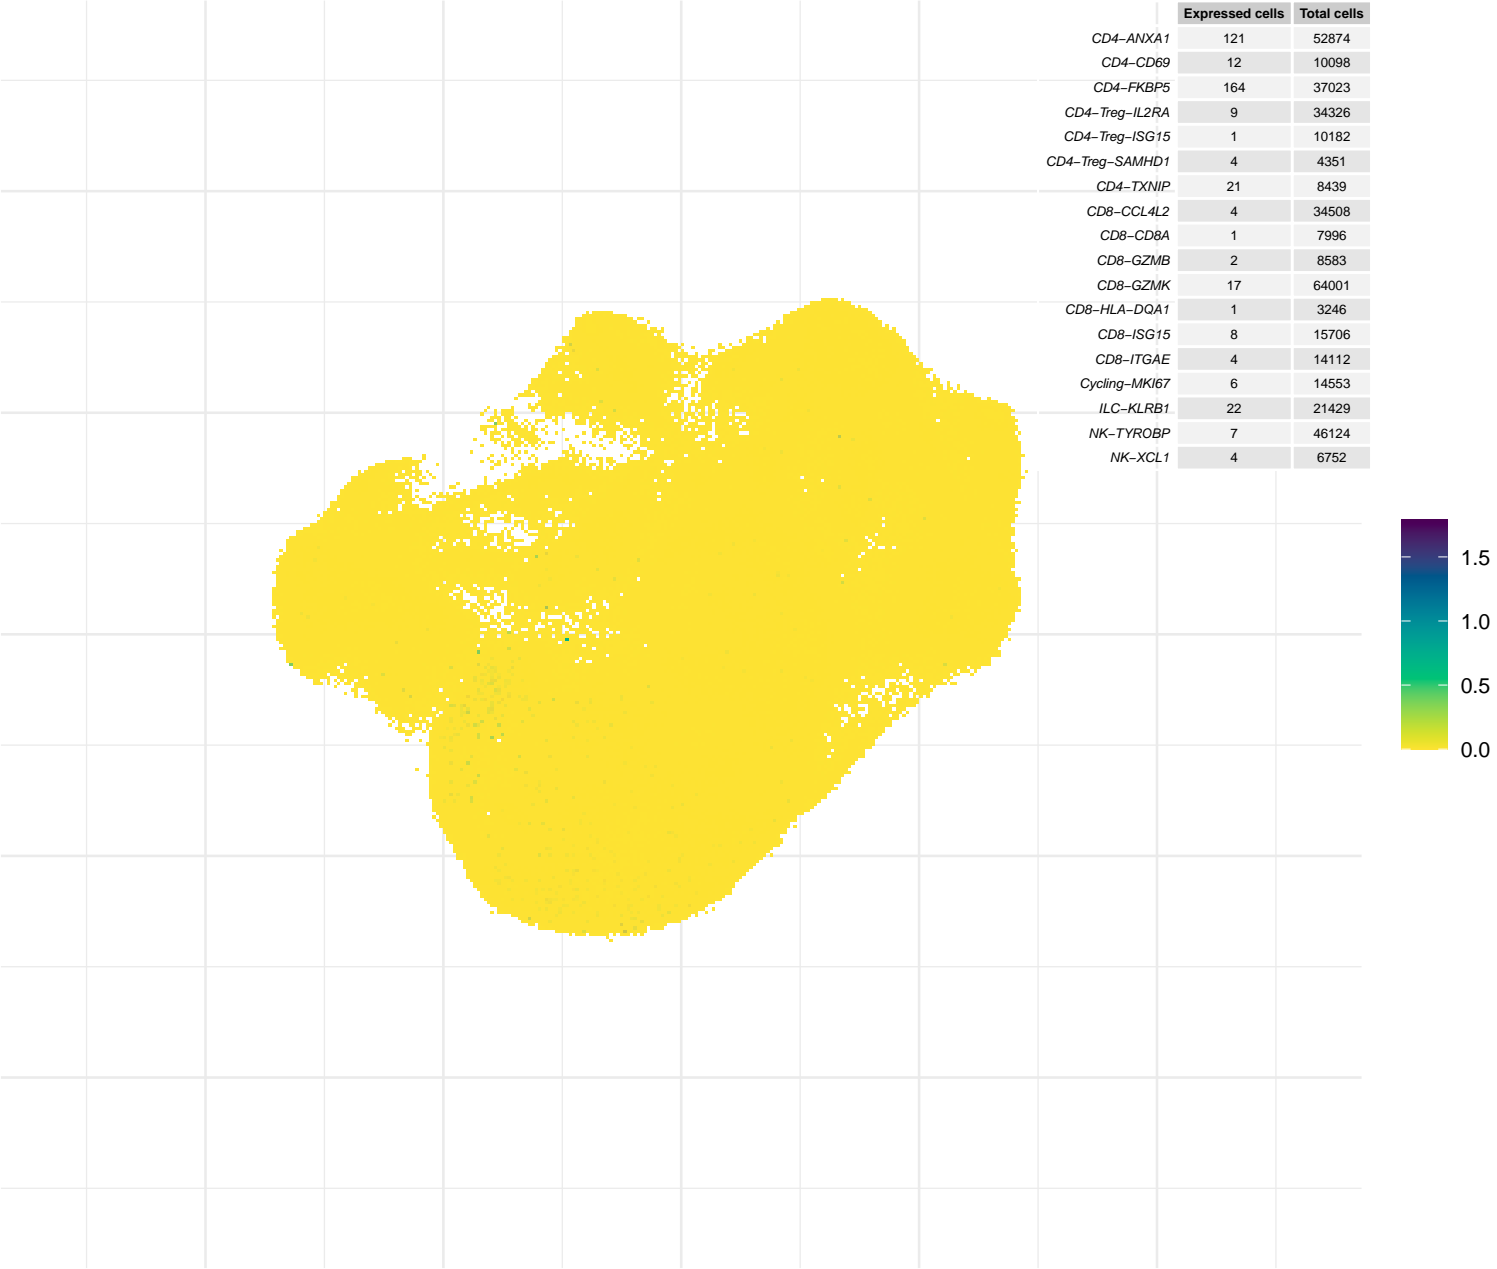 Expressed cells Total cells
CD4−ANXA1 121 52874
CD4−CD69 12 10098
CD4−FKBP5 164 37023
CD4−Treg−IL2RA 9 34326
CD4−Treg−ISG15 1 10182
CD4−Treg−SAMHD1 4 4351
CD4−TXNIP 21 8439
CD8−CCL4L2 4 34508
CD8−CD8A 1 7996
CD8−GZMB 2 8583
CD8−GZMK 17 64001
CD8−HLA−DQA1 1 3246
CD8−ISG15 8 15706
CD8−ITGAE 4 14112
Cycling−MKI67 6 14553
ILC−KLRB1 22 21429
NK−TYROBP 7 46124
NK−XCL1 4 6752
1.5
1.0
0.5
0.0